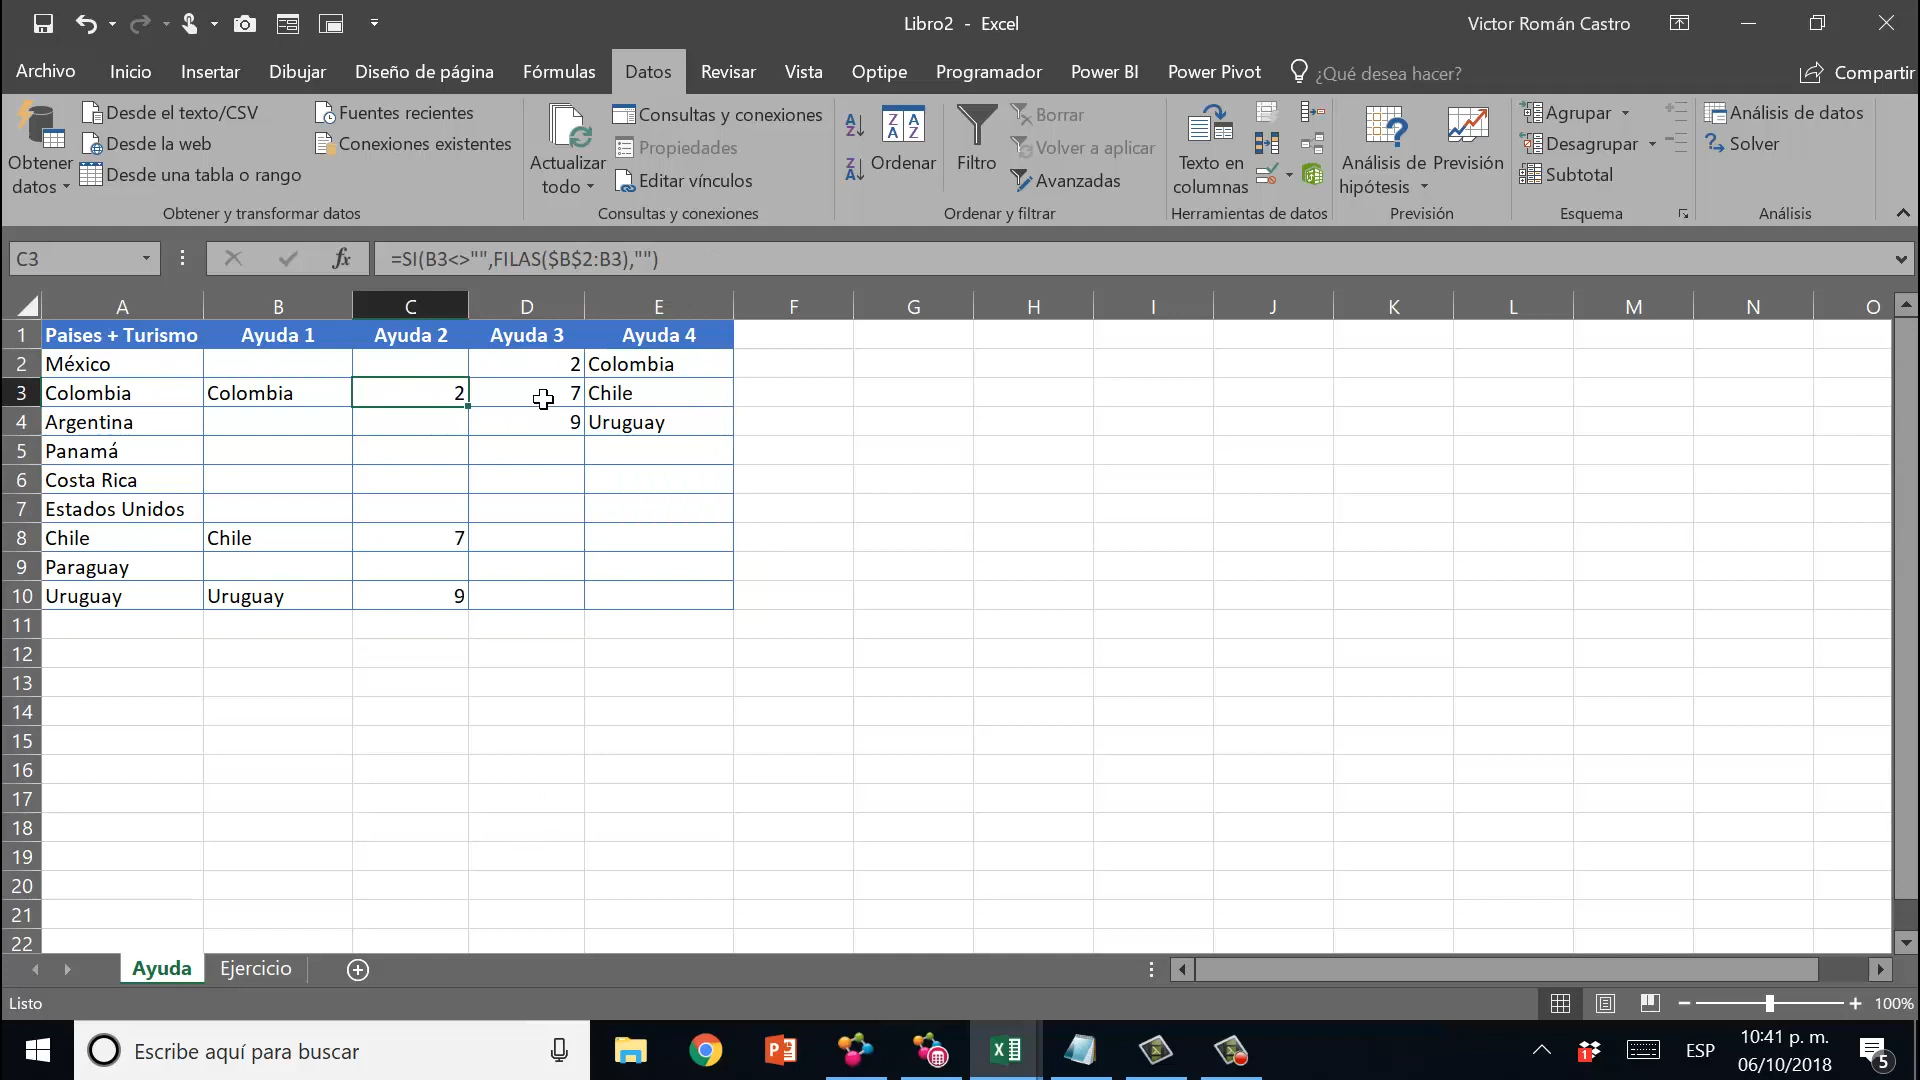 Libro2 - Excel
Victor Román Castro
Archivo Inicio Insertar Dibujar Diseño de página Fórmulas Datos Revisar Vista Optipe Programador Power BI Power Pivot ¿Qué desea hacer? Compartir
Obtener datos
Desde el texto/CSV
Desde la web
Desde una tabla o rango
Fuentes recientes
Conexiones existentes
Obtener y transformar datos
Actualizar todo
Consultas y conexiones
Propiedades
Editar vínculos
Consultas y conexiones
Ordenar
Filtro
Borrar
Volver a aplicar
Avanzadas
Ordenar y filtrar
Texto en columnas
Herramientas de datos
Análisis de hipótesis
Previsión
Previsión
Agrupar
Desagrupar
Subtotal
Esquema
Análisis de datos
Solver
Análisis
C3 fx =SI(B3<>"",FILAS($B$2:B3),"")
A B C D E F G H I J K L M N O
1 Paises + Turismo Ayuda 1 Ayuda 2 Ayuda 3 Ayuda 4
2 México 2 Colombia
3 Colombia Colombia 2 7 Chile
4 Argentina 9 Uruguay
5 Panamá
6 Costa Rica
7 Estados Unidos
8 Chile Chile 7
9 Paraguay
10 Uruguay Uruguay 9
11
12
13
14
15
16
17
18
19
20
21
22
Ayuda Ejercicio
Listo
100%
Escribe aquí para buscar
ESP
10:41 p. m.
06/10/2018
5